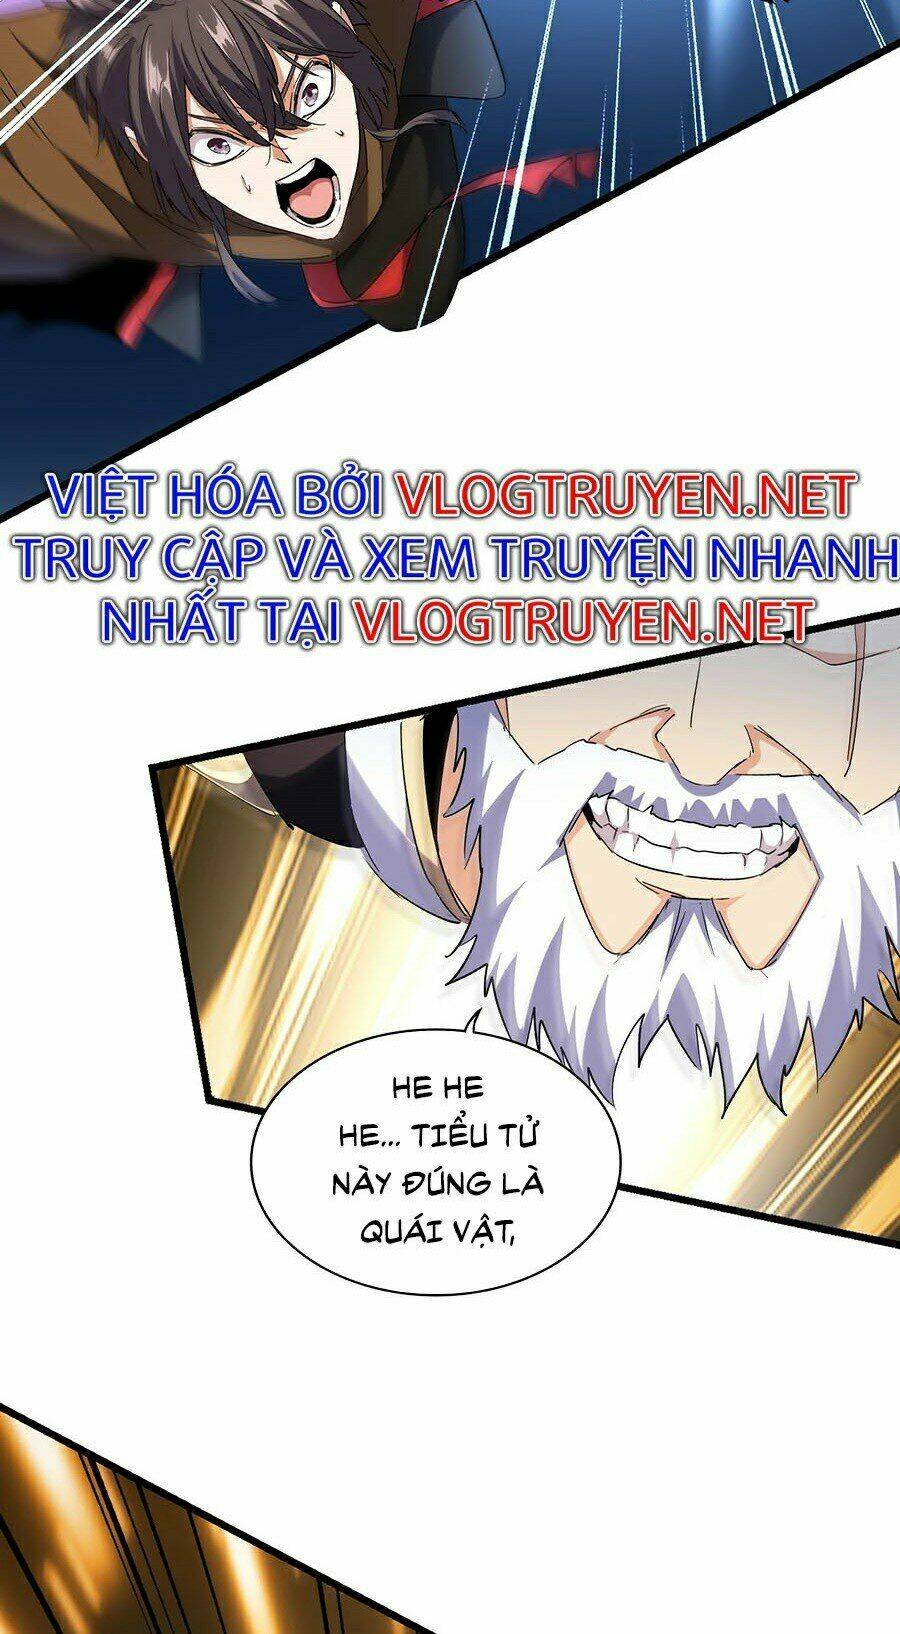 VIỆT HÓA BỞI VLOGTRUYEN.NET
TRUY CẬP VÀ XEM TRUYỆN NHANH
NHẤT TẠI VLOGTRUYEN.NET
HE HE
HE... TIỂU TỬ
NÀY ĐÚNG LÀ
QUÁI VẬT,